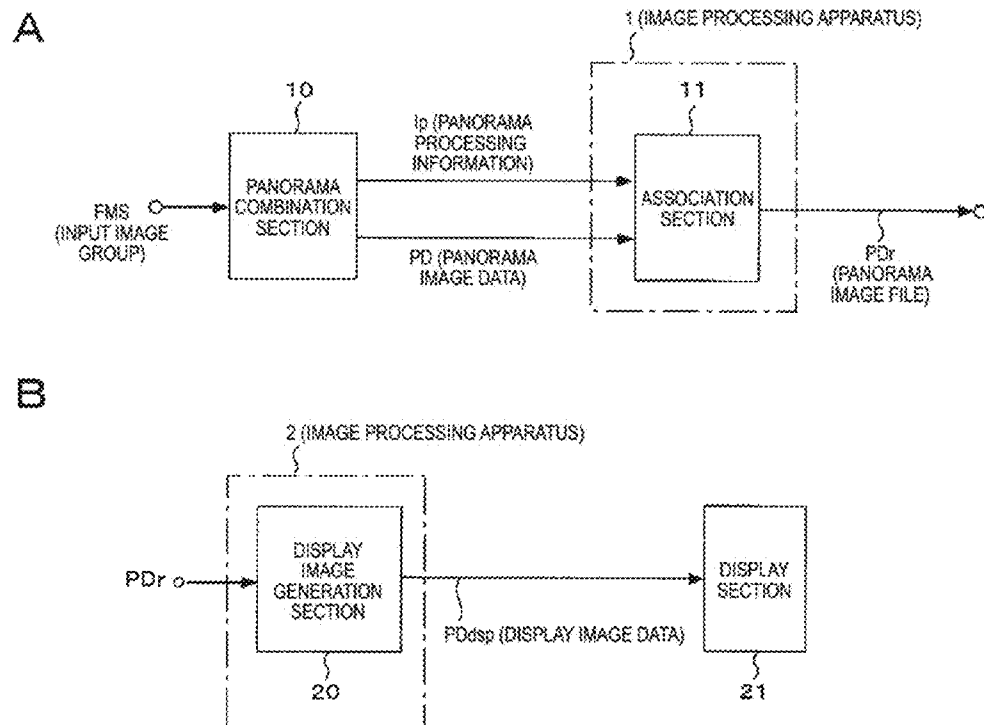 A
1 (IMAGE PROCESSING APPARATUS)
10
11
Ip (PANORAMA
PROCESSING
INFORMATION)
PANORAMA
COMBINATION
SECTION
ASSOCIATION
SECTION
FMS
(INPUT IMAGE
GROUP)
PD (PANORAMA
IMAGE DATA)
PDr
(PANORAMA
IMAGE FILE)
B
2 (IMAGE PROCESSING APPARATUS)
PDr
DISPLAY
IMAGE
GENERATION
SECTION
DISPLAY
SECTION
PDdsp (DISPLAY IMAGE DATA)
20
21